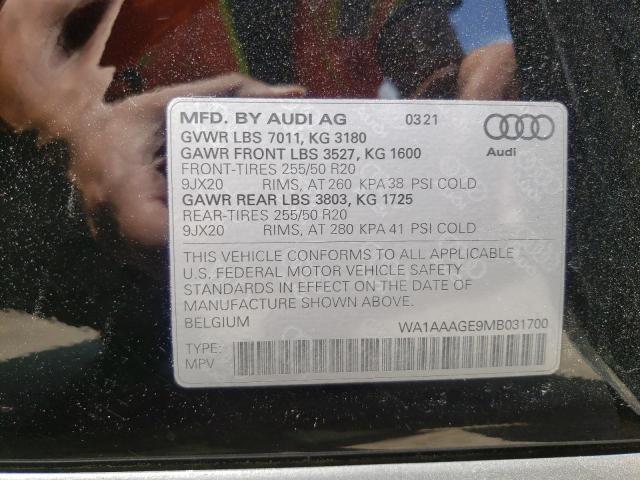 MFD. BY AUDI AG 03 21
GVWR LBS 7011, KG 3180
GAWR FRONT LBS 3527, KG 1600
FRONT-TIRES 255/50 R20
9JX20 RIMS, AT 260 KPA 38 PSI COLD
GAWR REAR LBS 3803, KG 1725
REAR-TIRES 255/50 R20
9JX20 RIMS, AT 280 KPA 41 PSI COLD
Audi
THIS VEHICLE CONFORMS TO ALL APPLICABLE
U.S. FEDERAL MOTOR VEHICLE SAFETY
STANDARDS IN EFFECT ON THE DATE OF
MANUFACTURE SHOWN ABOVE.
BELGIUM WA1AAAGE9MB031700
TYPE:
MPV